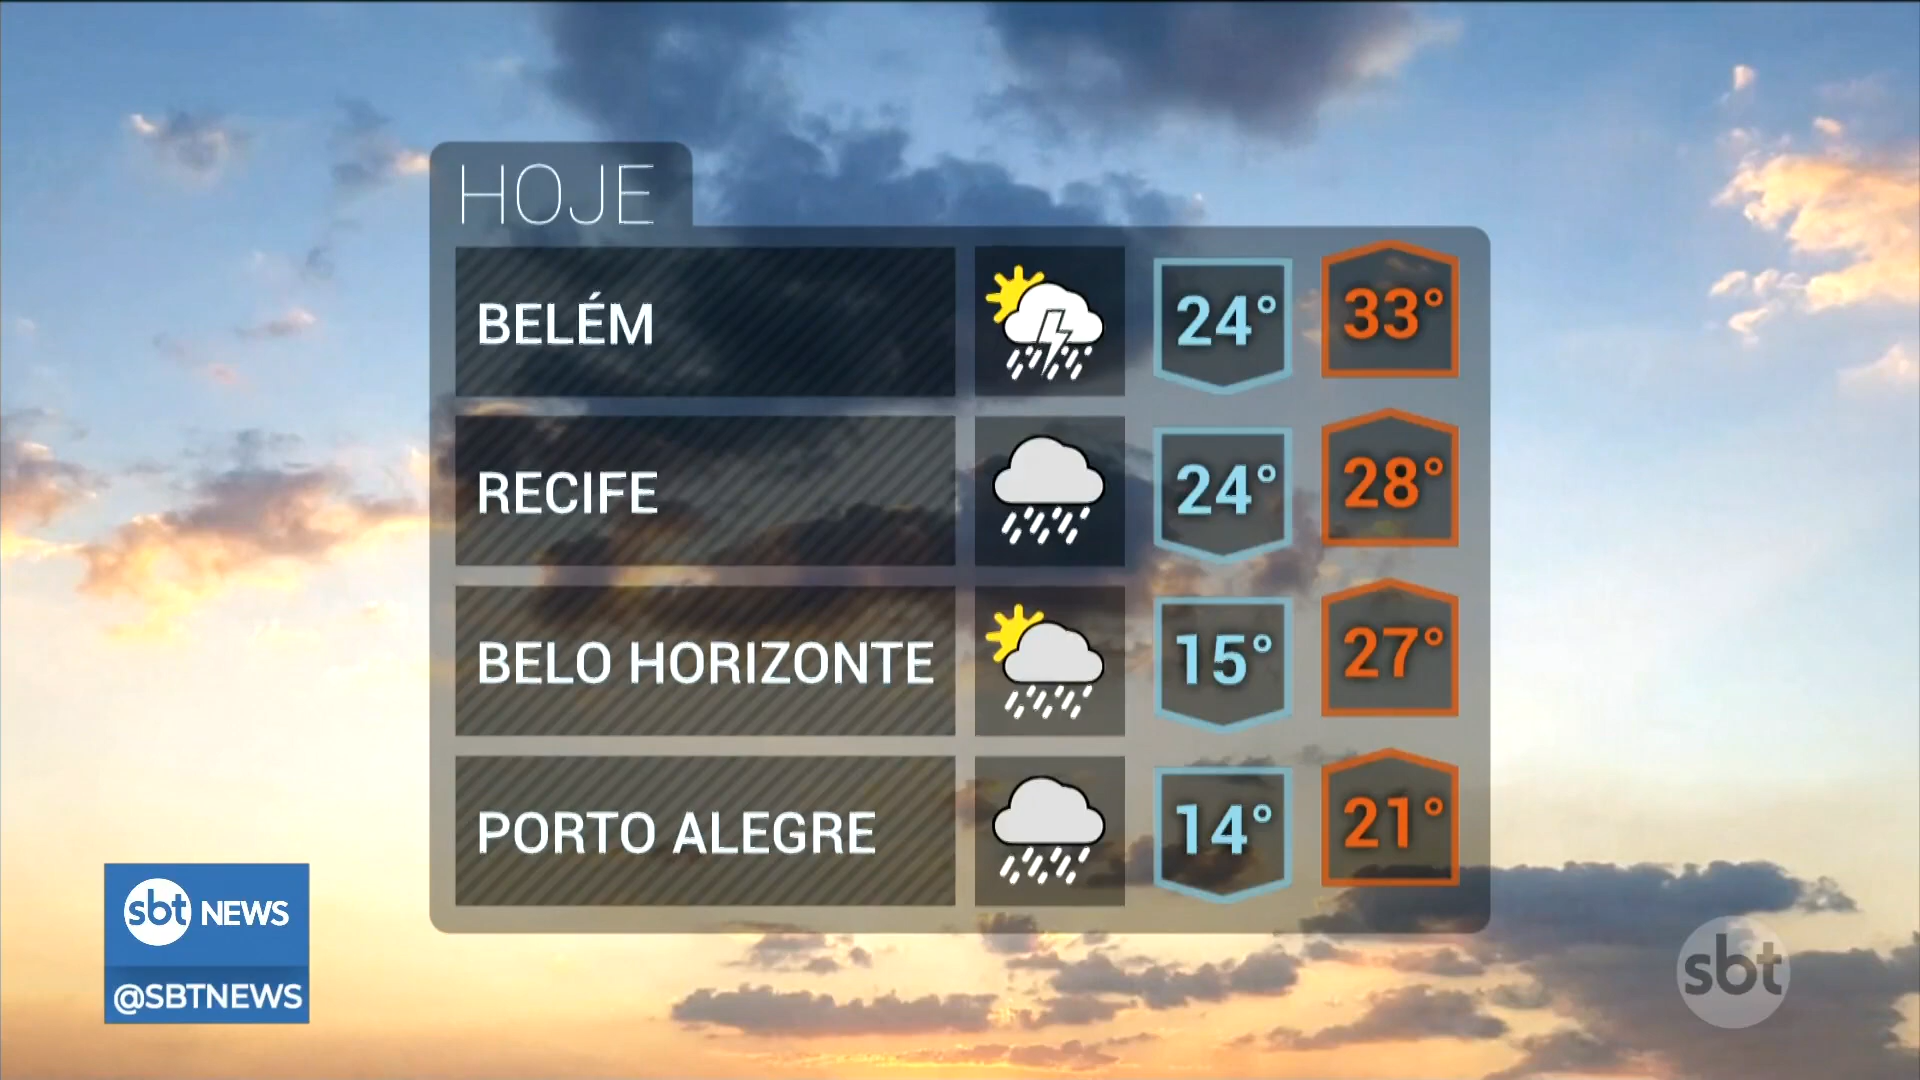 HOJE
BELÉM 24° 33°
RECIFE 24° 28°
BELO HORIZONTE 15° 27°
PORTO ALEGRE 14° 21°
sbt NEWS
@SBTNEWS
sbt